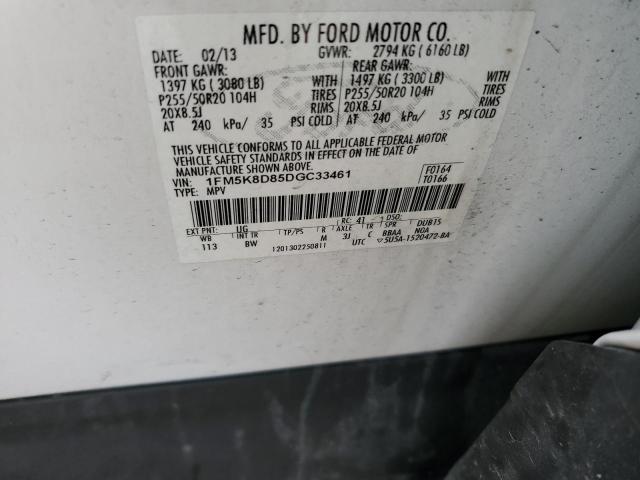 MFD. BY FORD MOTOR CO.
DATE: 02/13 GVWR: 2794 KG ( 6160 LB)
FRONT GAWR: REAR GAWR:
1397 KG ( 3080 LB) WITH 1497 KG ( 3300 LB) WITH
P255/50R20 104H TIRES P255/50R20 104H TIRES
20X8.5J RIMS 20X8.5J RIMS
AT 240 kPa/ 35 PSI COLD AT 240 kPa/ 35 PSI COLD
THIS VEHICLE CONFORMS TO ALL APPLICABLE FEDERAL MOTOR
VEHICLE SAFETY STANDARDS IN EFFECT ON THE DATE OF
MANUFACTURE SHOWN ABOVE.
VIN: 1FM5K8D85DGC33461 F0164
TYPE: MPV T0166
EXT PNT: UG RC: 41 DSO:
WB INT TR TP/PS R AXLE TR SPR DUB15
113 BW M 3J C BBAA N0A
1201302250811 UTC ▽5U5A-1520472-BA